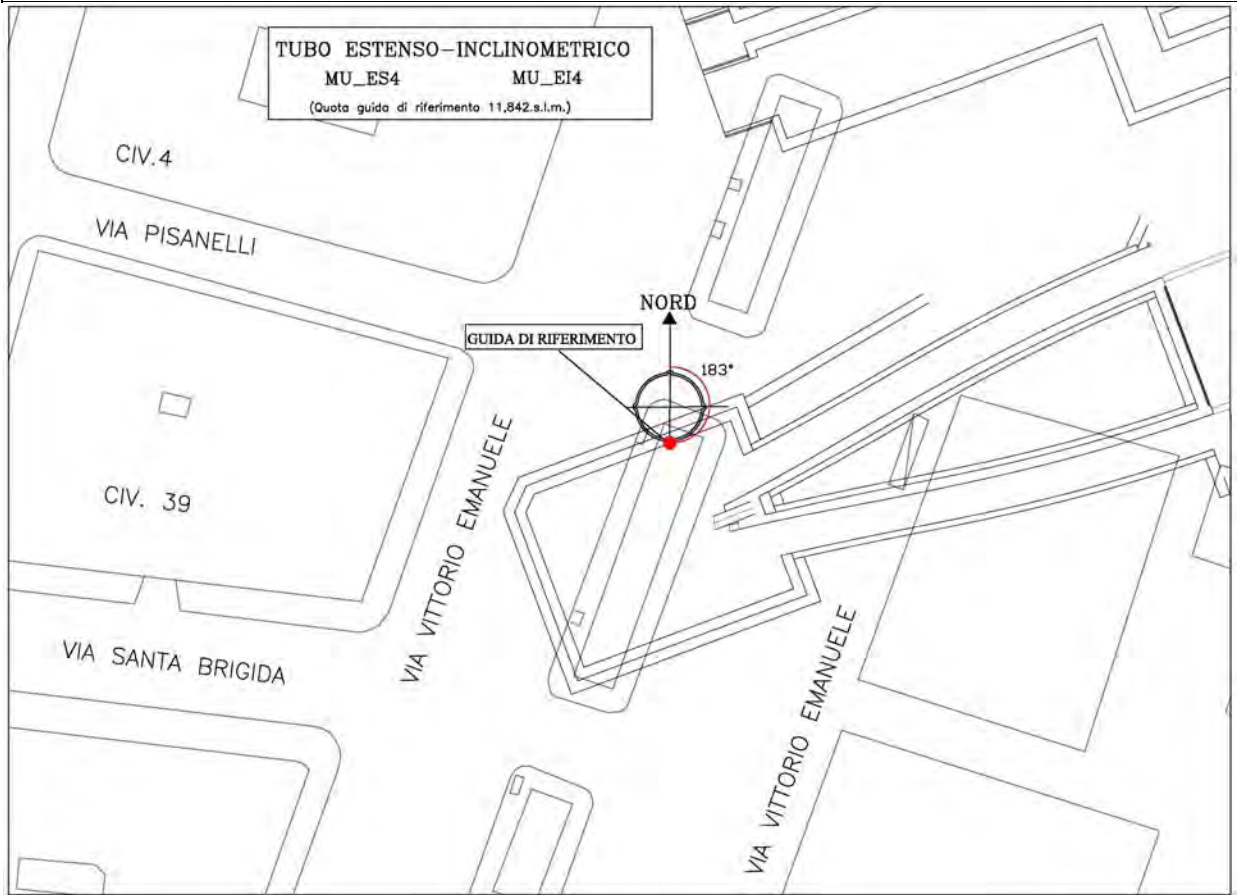 TUBO ESTENSO-INCLINOMETRICO
MU_ES4 MU_EI4
(Quota guida di riferimento 11,842.s.l.m.)
CIV.4
VIA PISANELLI
NORD
GUIDA DI RIFERIMENTO
183°
CIV. 39
VIA VITTORIO EMANUELE
VIA SANTA BRIGIDA
VIA VITTORIO EMANUELE